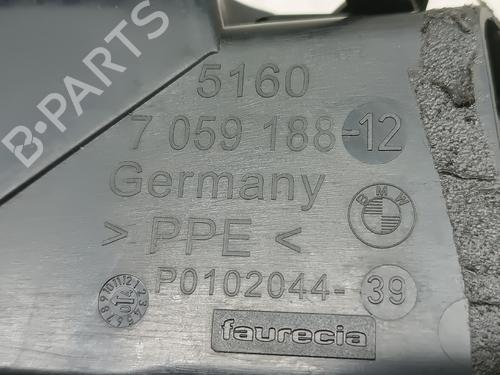 B-PARTS
5160
7 059 188-12
Germany
BMW
> PPE <
P0102044-39
faurecia